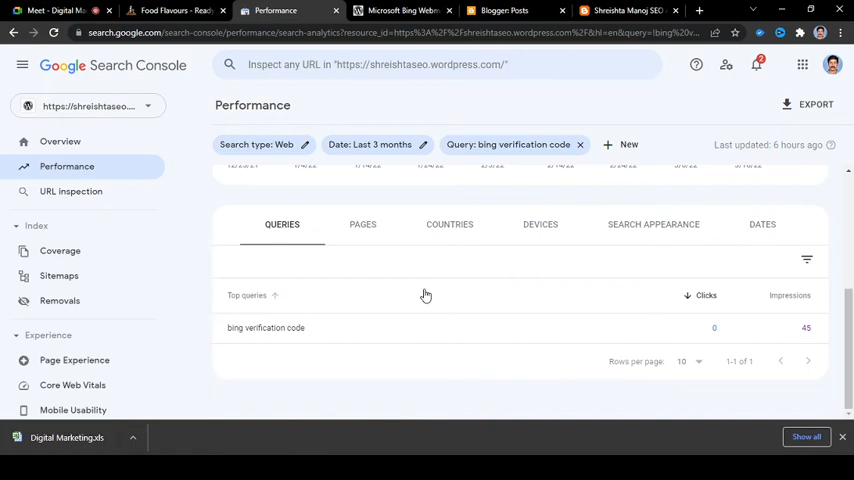 Meet - Digital Ma
Food Flavours - Read
Performance
Microsoft Bing Webm
Blogger: Posts
Shreishta Manoj SEO
search.google.com/search-console/performance/search-analytics?resource_id=https%3A%2F%2Fshreishtaseo.wordpress.com%2F&hl=en&query=!bing%20v...
Google Search Console
Inspect any URL in "https://shreishtaseo.wordpress.com/"
2
https://shreishtaseo....
Performance
EXPORT
Search type: Web
Date: Last 3 months
Query: bing verification code
New
Last updated: 6 hours ago
Overview
Performance
URL inspection
Index
Coverage
Sitemaps
Removals
Experience
Page Experience
Core Web Vitals
Mobile Usability
QUERIES
PAGES
COUNTRIES
DEVICES
SEARCH APPEARANCE
DATES
Top queries
Clicks
Impressions
bing verification code
0
45
Rows per page:
10
1-1 of 1
Digital Marketing.xls
Show all